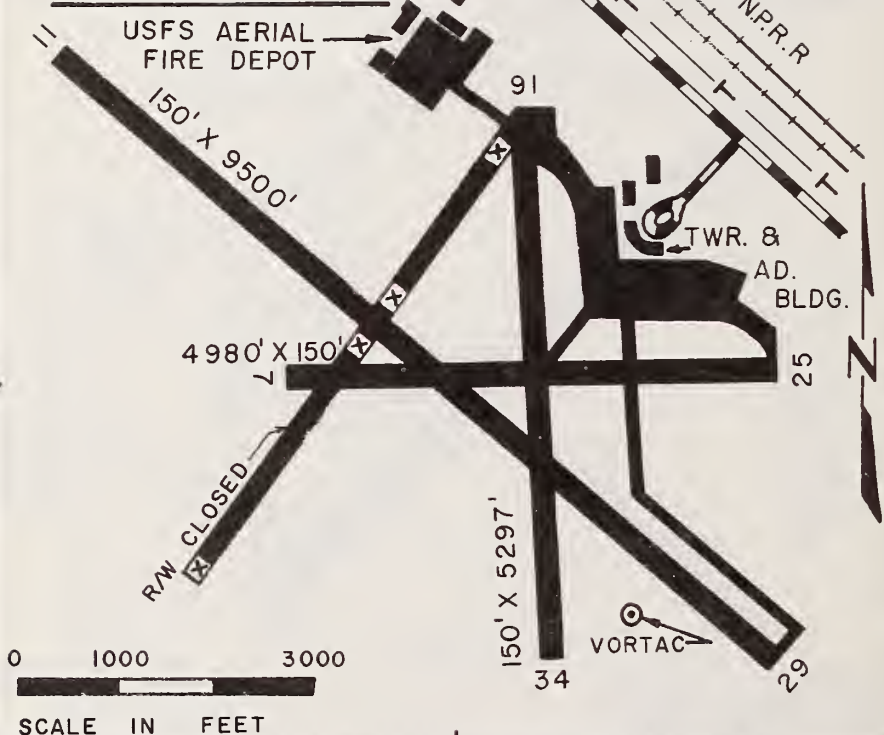 USFS AERIAL
FIRE DEPOT
N.P.R.R
11
150' X 9500'
91
T
T
TWR. &
AD.
BLDG.
4980' X 150'
7
25
N
R/W CLOSED
X
X
X
X
150' X 5297'
VORTAC
34
29
0 1000 3000
SCALE IN FEET